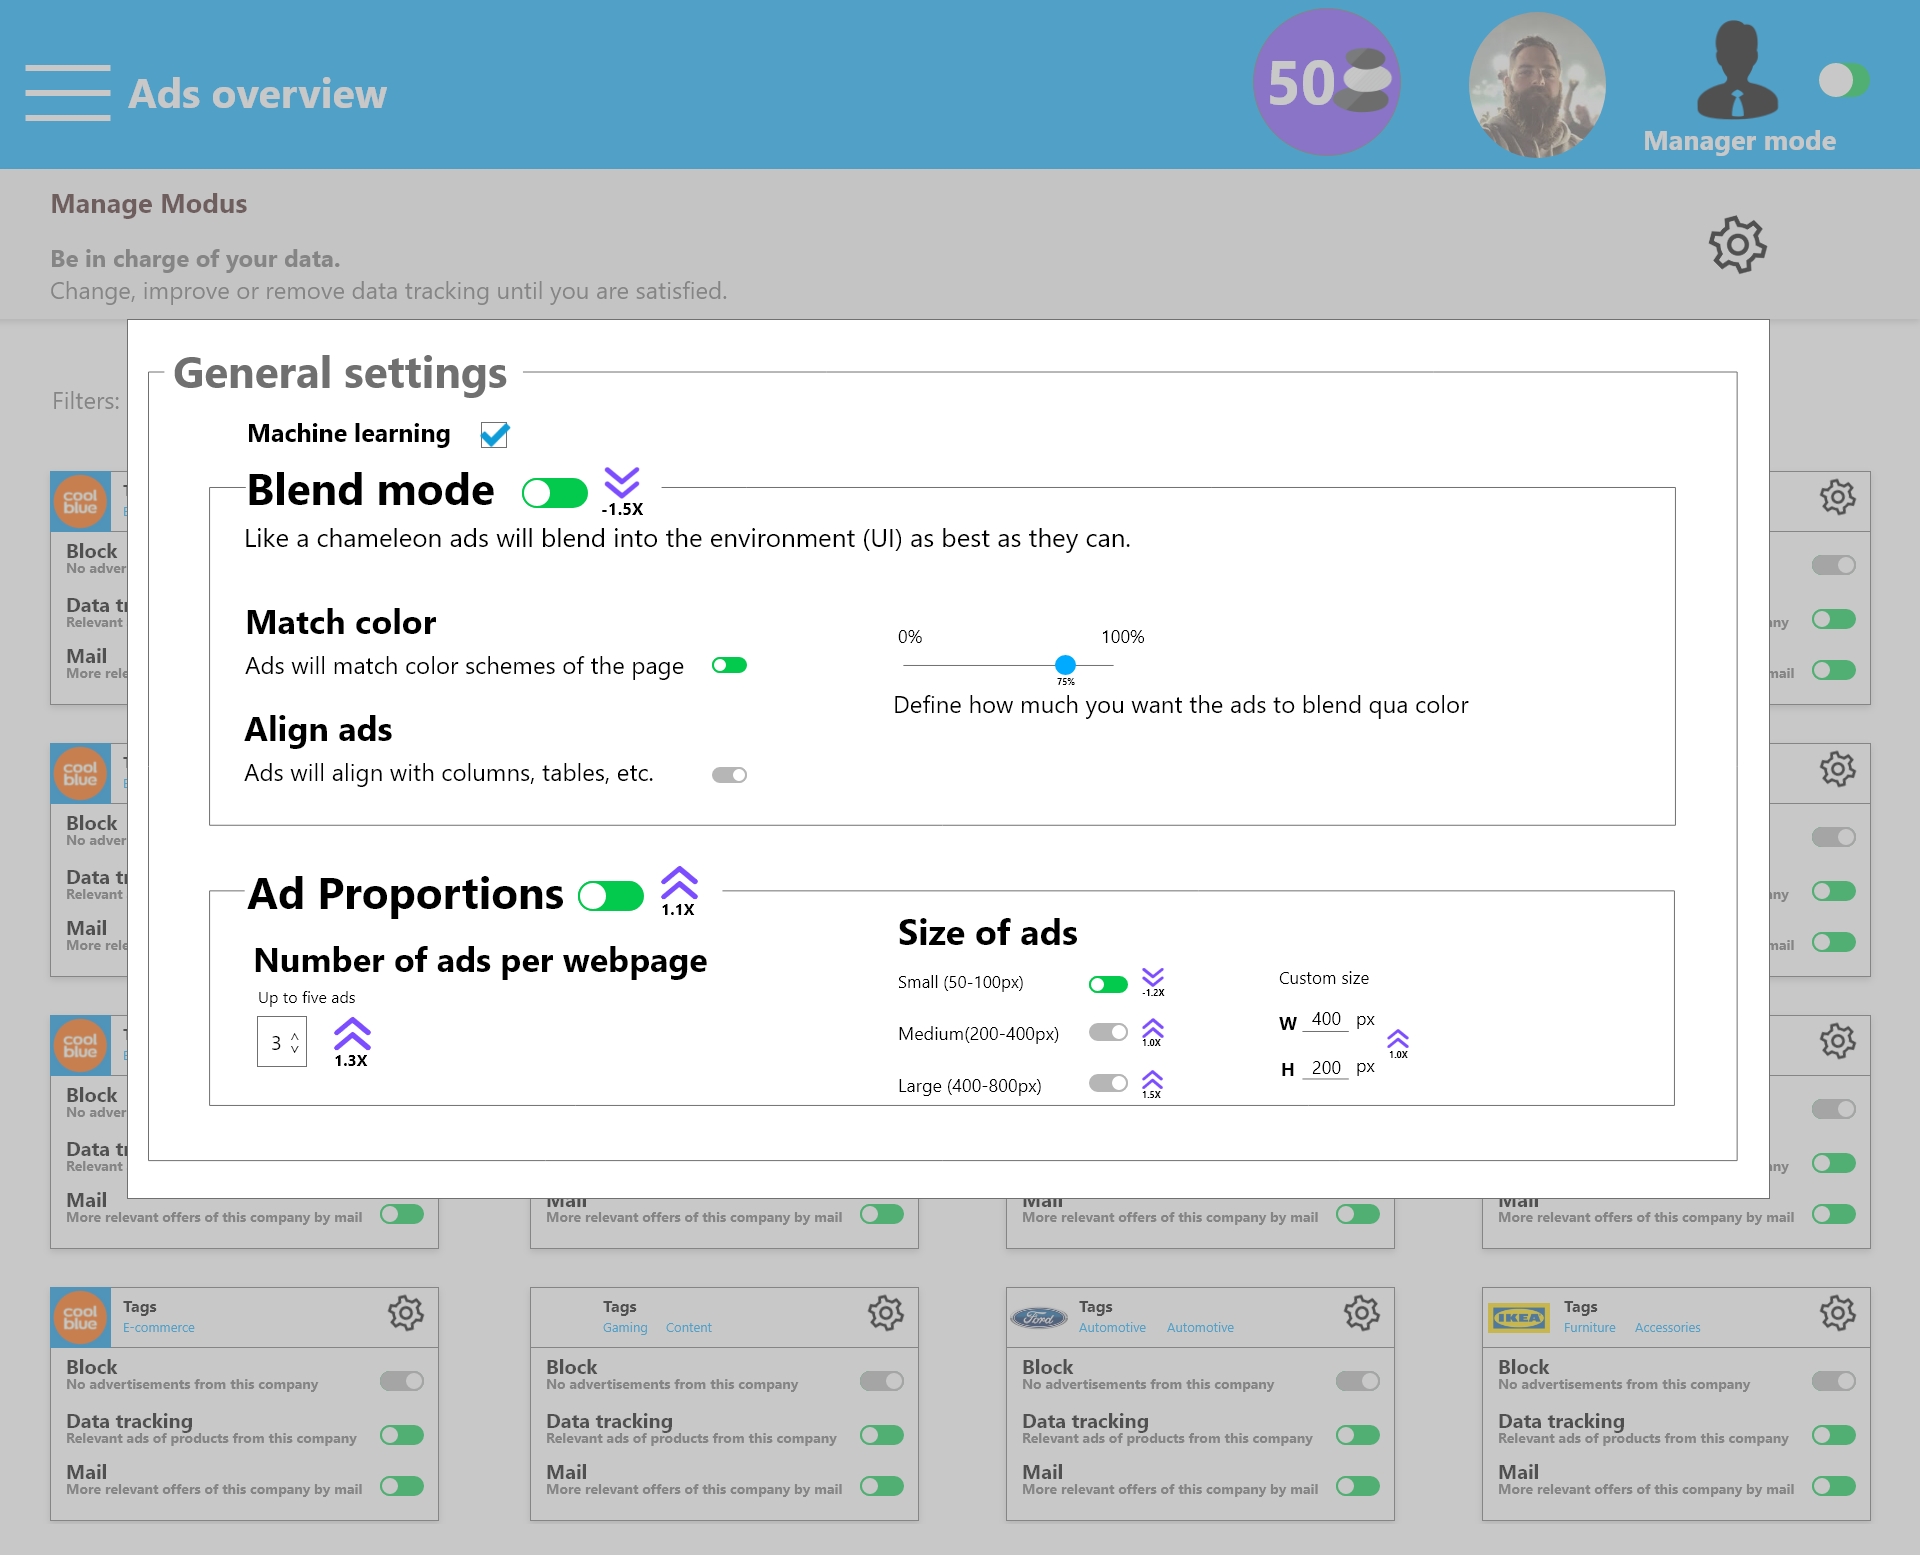 Ads overview
50
Manager mode
Manage Modus
Be in charge of your data.
Change, improve or remove data tracking until you are satisfied.
Filters:
General settings
Machine learning
Blend mode
-1.5X
Like a chameleon ads will blend into the environment (UI) as best as they can.
Match color
Ads will match color schemes of the page
0%
100%
75%
Define how much you want the ads to blend qua color
Align ads
Ads will align with columns, tables, etc.
Ad Proportions
1.1X
Number of ads per webpage
Up to five ads
3
1.3X
Size of ads
Small (50-100px)
-1.2X
Medium(200-400px)
1.0X
Large (400-800px)
1.5X
Custom size
W 400 px
H 200 px
1.0X
cool
blue
Block
No adver
Data t
Relevant
Mail
More rele
ny
mail
cool
blue
Block
No adver
Data t
Relevant
Mail
More rele
ny
mail
cool
blue
Block
No adver
Data t
Relevant
Mail
More relevant offers of this company by mail
Mail
More relevant offers of this company by mail
Mail
More relevant offers of this company by mail
ny
Mail
More relevant offers of this company by mail
cool
blue
Tags
E-commerce
Block
No advertisements from this company
Data tracking
Relevant ads of products from this company
Mail
More relevant offers of this company by mail
Tags
Gaming Content
Block
No advertisements from this company
Data tracking
Relevant ads of products from this company
Mail
More relevant offers of this company by mail
Ford
Tags
Automotive Automotive
Block
No advertisements from this company
Data tracking
Relevant ads of products from this company
Mail
More relevant offers of this company by mail
IKEA
Tags
Furniture Accessories
Block
No advertisements from this company
Data tracking
Relevant ads of products from this company
Mail
More relevant offers of this company by mail